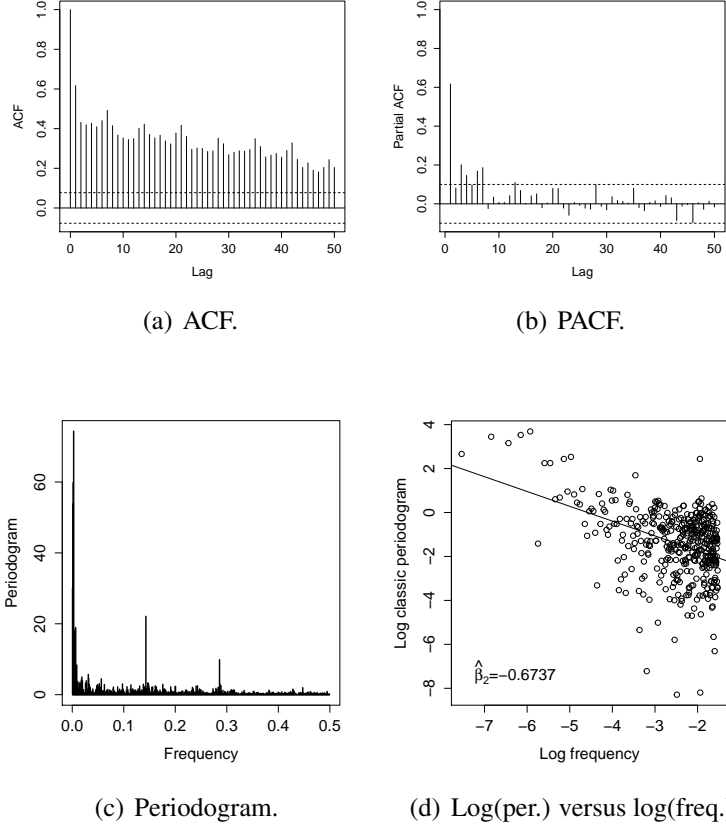 ACF
0.0 0.2 0.4 0.6 0.8 1.0
0 10 20 30 40 50
Lag
(a) ACF.
Partial ACF
0.0 0.2 0.4 0.6 0.8 1.0
0 10 20 30 40 50
Lag
(b) PACF.
Periodogram
0 20 40 60
0.0 0.1 0.2 0.3 0.4 0.5
Frequency
(c) Periodogram.
Log classic periodogram
−8 −6 −4 −2 0 2 4
β̂₂=−0.6737
−7 −6 −5 −4 −3 −2
Log frequency
(d) Log(per.) versus log(freq.